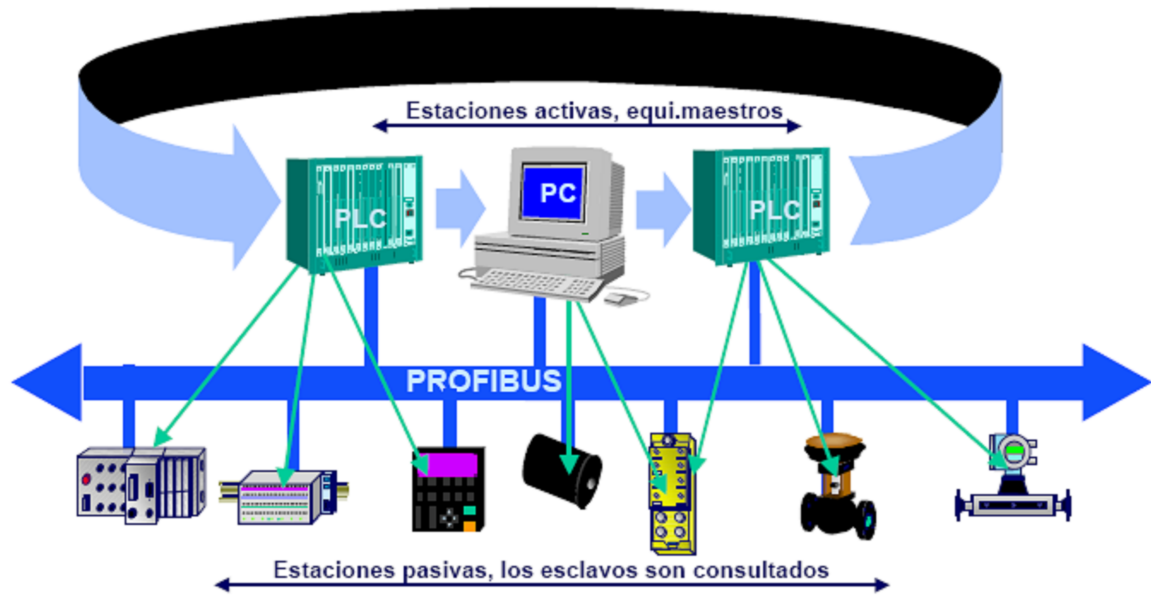 Estaciones activas, equi.maestros
PLC
PC
PLC
PROFIBUS
Estaciones pasivas, los esclavos son consultados